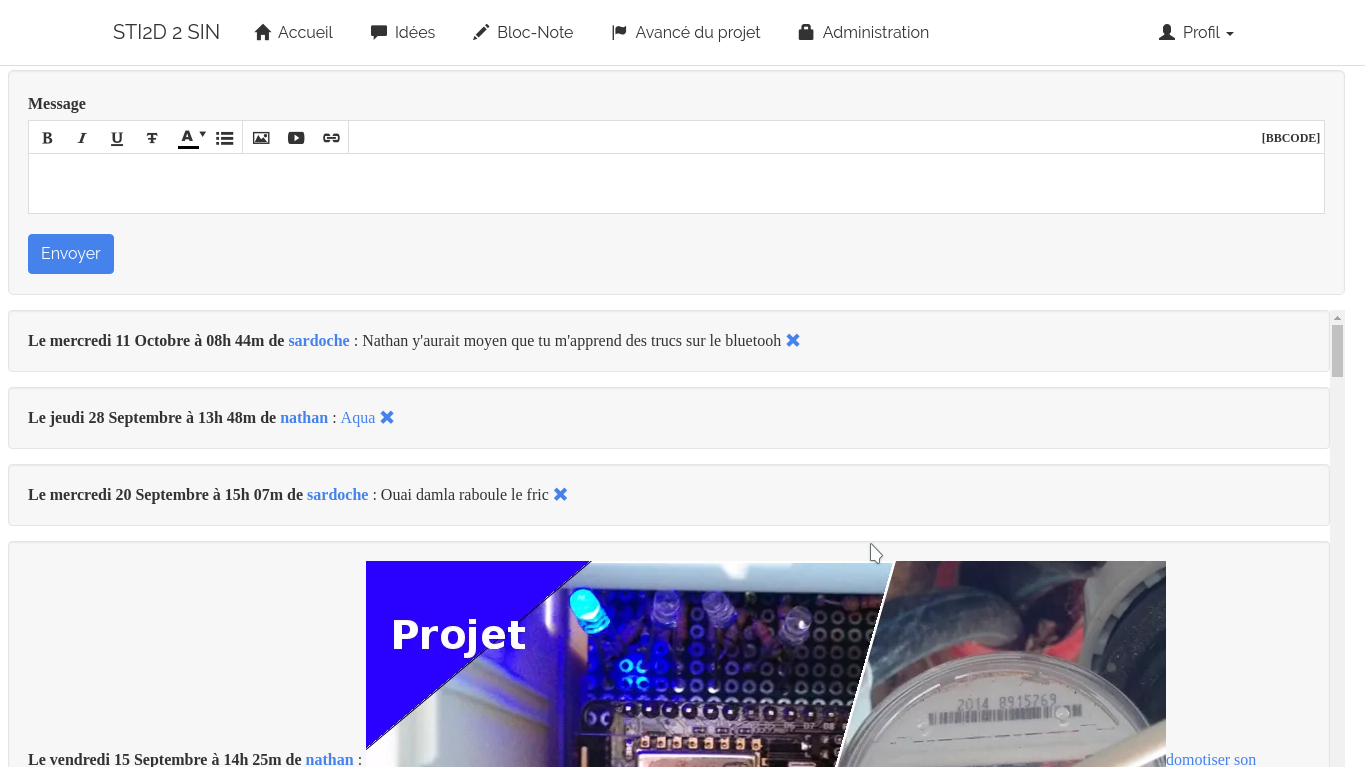 STI2D 2 SIN Accueil Idées Bloc-Note Avancé du projet Administration Profil
Message
B I U T A [BBCODE]
Envoyer
Le mercredi 11 Octobre à 08h 44m de sardoche : Nathan y'aurait moyen que tu m'apprend des trucs sur le bluetooh
Le jeudi 28 Septembre à 13h 48m de nathan : Aqua
Le mercredi 20 Septembre à 15h 07m de sardoche : Ouai damla raboule le fric
Projet
2014 8915269
Le vendredi 15 Septembre à 14h 25m de nathan : domotiser son